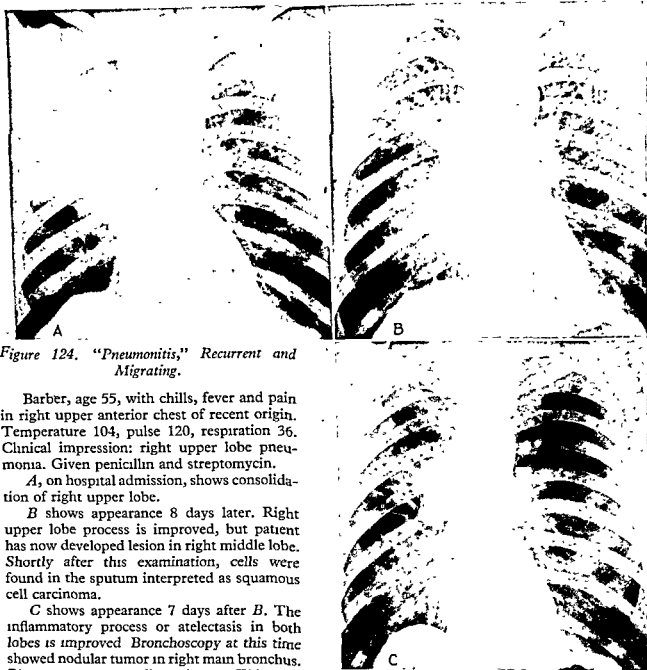 A
B
Figure 124. "Pneumonitis," Recurrent and
Migrating.
Barber, age 55, with chills, fever and pain
in right upper anterior chest of recent origin.
Temperature 104, pulse 120, respiration 36.
Clinical impression: right upper lobe pneu-
monia. Given penicillin and streptomycin.
A, on hospital admission, shows consolida-
tion of right upper lobe.
B shows appearance 8 days later. Right
upper lobe process is improved, but patient
has now developed lesion in right middle lobe.
Shortly after this examination, cells were
found in the sputum interpreted as squamous
cell carcinoma.
C shows appearance 7 days after B. The
inflammatory process or atelectasis in both
lobes is improved Bronchoscopy at this time
showed nodular tumor in right main bronchus.
C